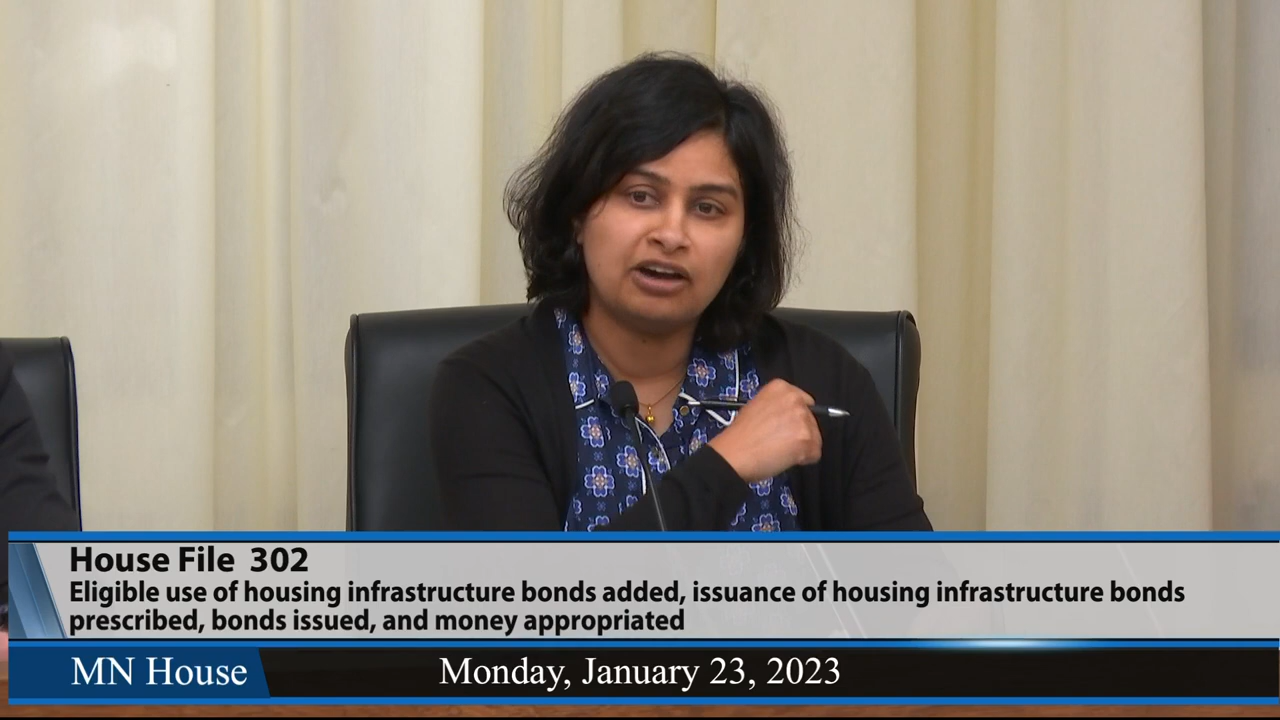 House File 302
Eligible use of housing infrastructure bonds added, issuance of housing infrastructure bonds
prescribed, bonds issued, and money appropriated
MN House
Monday, January 23, 2023